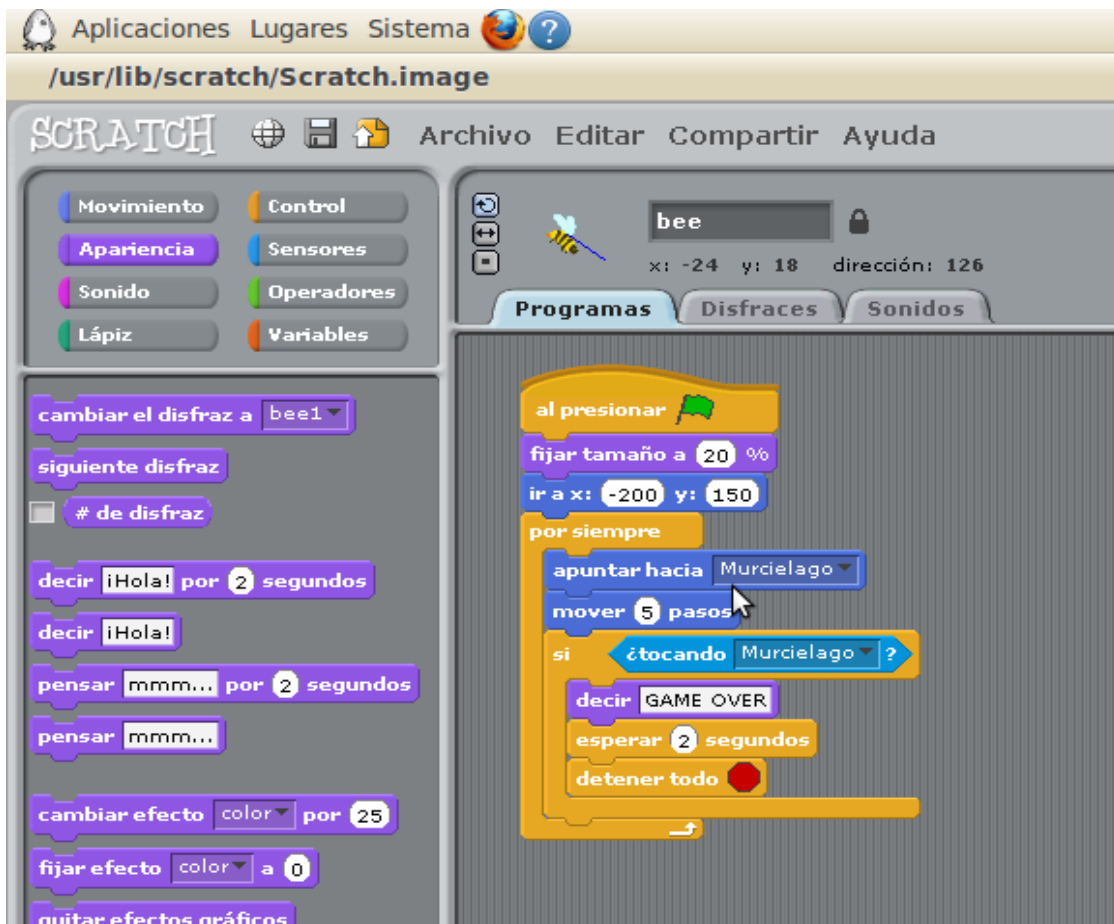 Aplicaciones Lugares Sistema ?
/usr/lib/scratch/Scratch.image
SCRATCH Archivo Editar Compartir Ayuda
Movimiento Control
Apariencia Sensores
Sonido Operadores
Lápiz Variables
cambiar el disfraz a bee1
siguiente disfraz
# de disfraz
decir ¡Hola! por 2 segundos
decir ¡Hola!
pensar mmm... por 2 segundos
pensar mmm...
cambiar efecto color por 25
fijar efecto color a 0
quitar efectos gráficos
bee
x: -24 y: 18 dirección: 126
Programas Disfraces Sonidos
al presionar
fijar tamaño a 20 %
ir a x: -200 y: 150
por siempre
apuntar hacia Murcielago
mover 5 pasos
si ¿tocando Murcielago ?
decir GAME OVER
esperar 2 segundos
detener todo